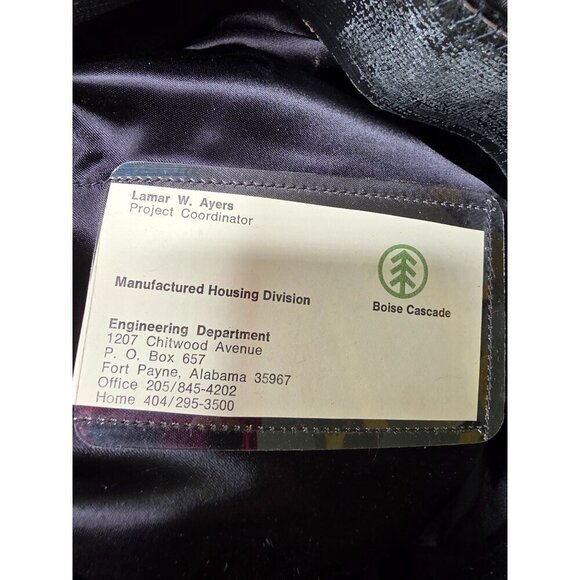 Lamar W. Ayers
Project Coordinator
Manufactured Housing Division
Boise Cascade
Engineering Department
1207 Chitwood Avenue
P. O. Box 657
Fort Payne, Alabama 35967
Office 205/845-4202
Home 404/295-3500